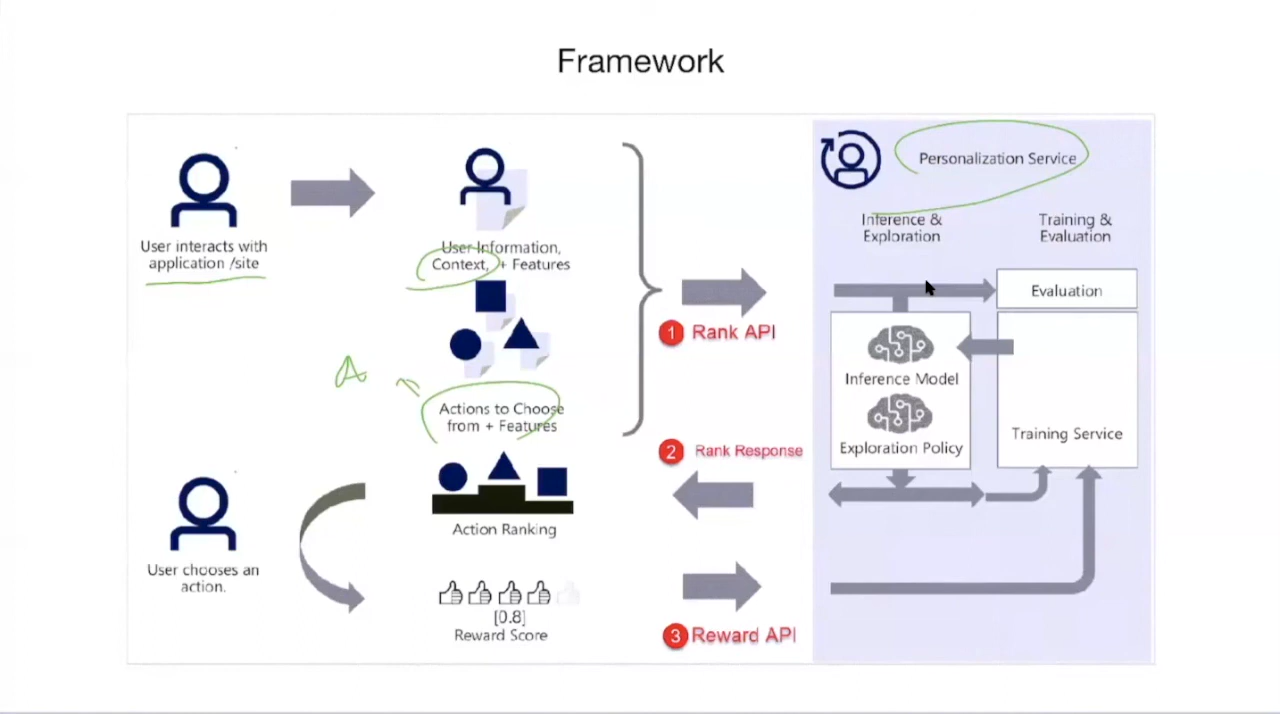 Framework
User interacts with
application /site
User Information,
Context, + Features
Actions to Choose
from + Features
A
1 Rank API
2 Rank Response
Action Ranking
User chooses an
action.
[0.8]
Reward Score
3 Reward API
Personalization Service
Inference &
Exploration
Training &
Evaluation
Evaluation
Inference Model
Exploration Policy
Training Service